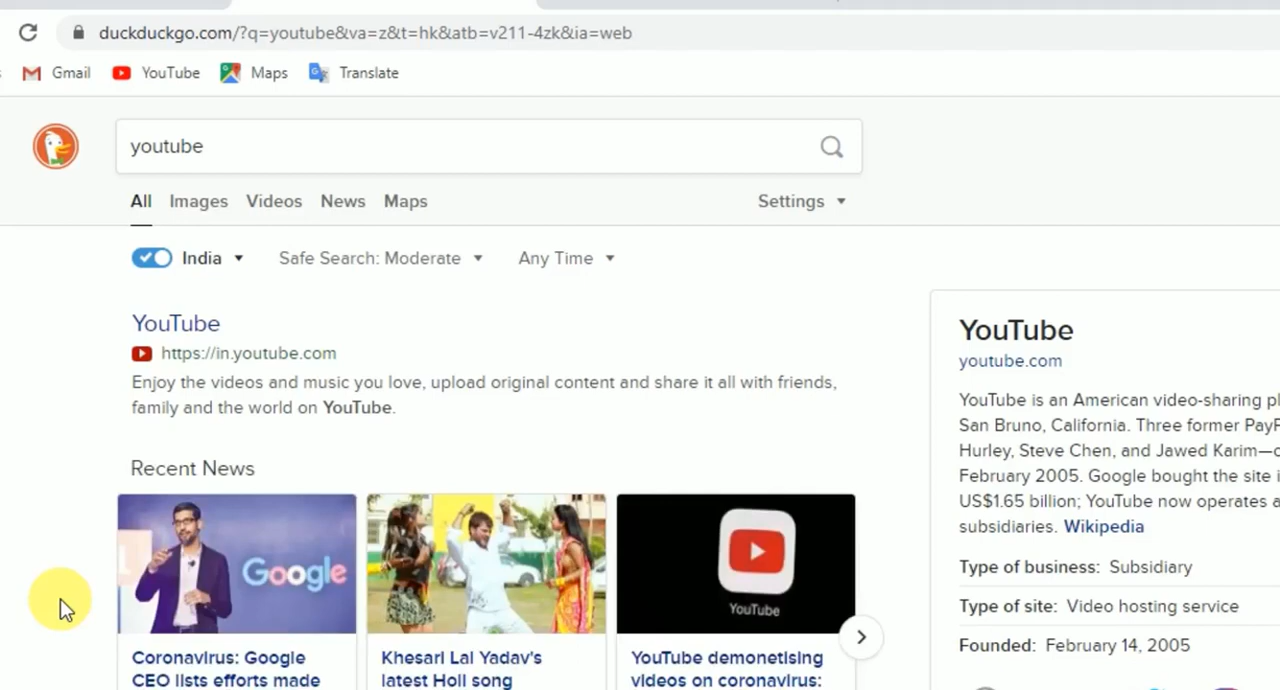 duckduckgo.com/?q=youtube&va=z&t=hk&atb=v211-4zk&ia=web
Gmail YouTube Maps Translate
youtube
All Images Videos News Maps Settings
India Safe Search: Moderate Any Time
YouTube
https://in.youtube.com
Enjoy the videos and music you love, upload original content and share it all with friends,
family and the world on YouTube.
Recent News
Google
YouTube
Coronavirus: Google
CEO lists efforts made
Khesari Lal Yadav's
latest Holi song
YouTube demonetising
videos on coronavirus:
YouTube
youtube.com
YouTube is an American video-sharing
San Bruno, California. Three former
Hurley, Steve Chen, and Jawed Karim—
February 2005. Google bought the site
US$1.65 billion; YouTube now operates
subsidiaries. Wikipedia
Type of business: Subsidiary
Type of site: Video hosting service
Founded: February 14, 2005